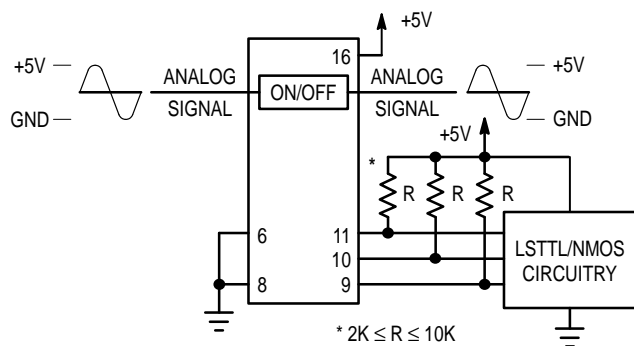 +5V
16
+5V
ANALOG
SIGNAL
ON/OFF
ANALOG
SIGNAL
+5V
GND
GND
+5V
*
R
R
R
6
11
LSTTL/NMOS
CIRCUITRY
10
8
9
* 2K ≤ R ≤ 10K